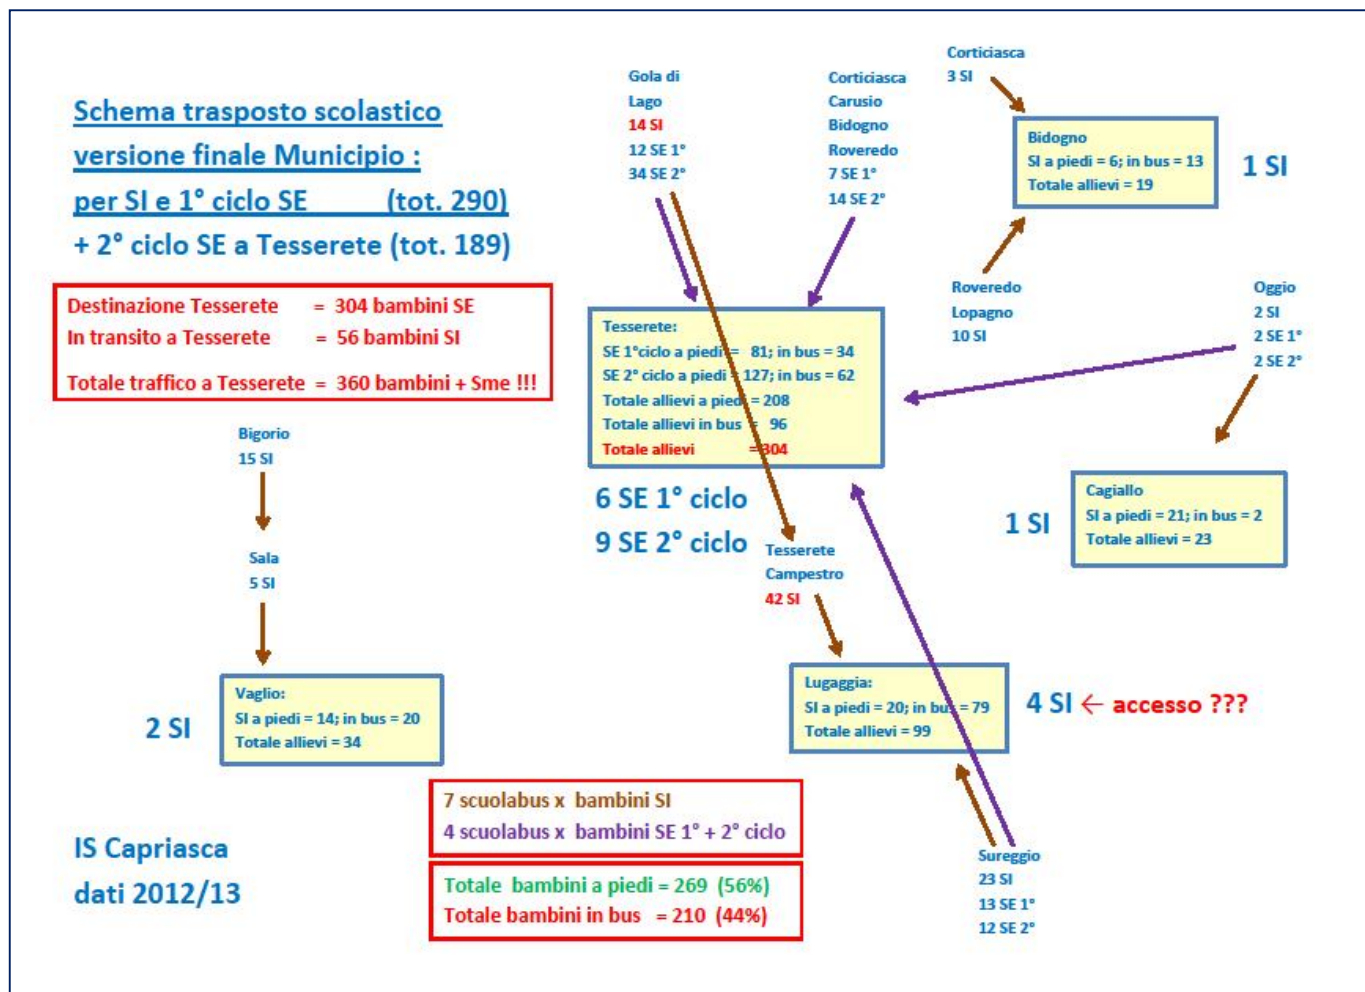 Schema trasposto scolastico
versione finale Municipio :
per SI e 1° ciclo SE (tot. 290)
+ 2° ciclo SE a Tesserete (tot. 189)
Destinazione Tesserete = 304 bambini SE
In transito a Tesserete = 56 bambini SI
Totale traffico a Tesserete = 360 bambini + Sme !!!
Gola di
Lago
14 SI
12 SE 1°
34 SE 2°
Corticiasca
Carusio
Bidogno
Roveredo
7 SE 1°
14 SE 2°
Corticiasca
3 SI
Bidogno
SI a piedi = 6; in bus = 13
Totale allievi = 19
1 SI
Roveredo
Lopagno
10 SI
Oggio
2 SI
2 SE 1°
2 SE 2°
Tesserete:
SE 1°ciclo a piedi = 81; in bus = 34
SE 2° ciclo a piedi = 127; in bus = 62
Totale allievi a piedi = 208
Totale allievi in bus = 96
Totale allievi = 304
6 SE 1° ciclo
9 SE 2° ciclo
Bigorio
15 SI
Sala
5 SI
Vaglio:
SI a piedi = 14; in bus = 20
Totale allievi = 34
2 SI
Tesserete
Campestro
42 SI
1 SI
Cagiallo
SI a piedi = 21; in bus = 2
Totale allievi = 23
Lugaggia:
SI a piedi = 20; in bus = 79
Totale allievi = 99
4 SI ← accesso ???
7 scuolabus x bambini SI
4 scuolabus x bambini SE 1° + 2° ciclo
Totale bambini a piedi = 269 (56%)
Totale bambini in bus = 210 (44%)
Sureggio
23 SI
13 SE 1°
12 SE 2°
IS Capriasca
dati 2012/13